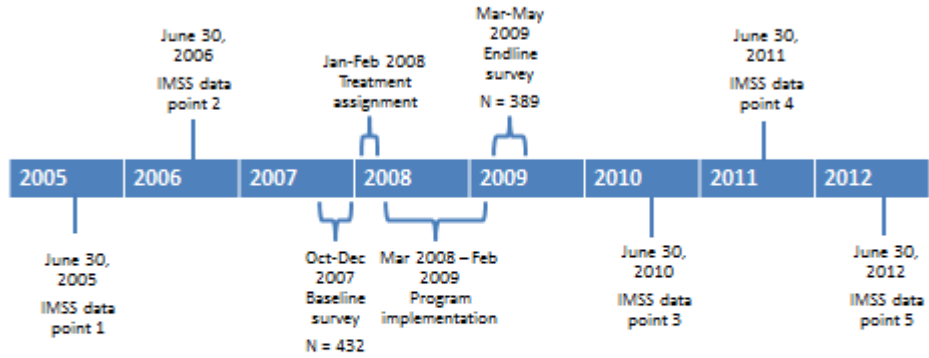 June 30,
2006
IMSS data
point 2
Jan-Feb 2008
Treatment
assignment
Mar-May
2009
Endline
survey
N = 389
June 30,
2011
IMSS data
point 4
2005
2006
2007
2008
2009
2010
2011
2012
June 30,
2005
IMSS data
point 1
Oct-Dec
2007
Baseline
survey
N = 432
Mar 2008 – Feb
2009
Program
implementation
June 30,
2010
IMSS data
point 3
June 30,
2012
IMSS data
point 5